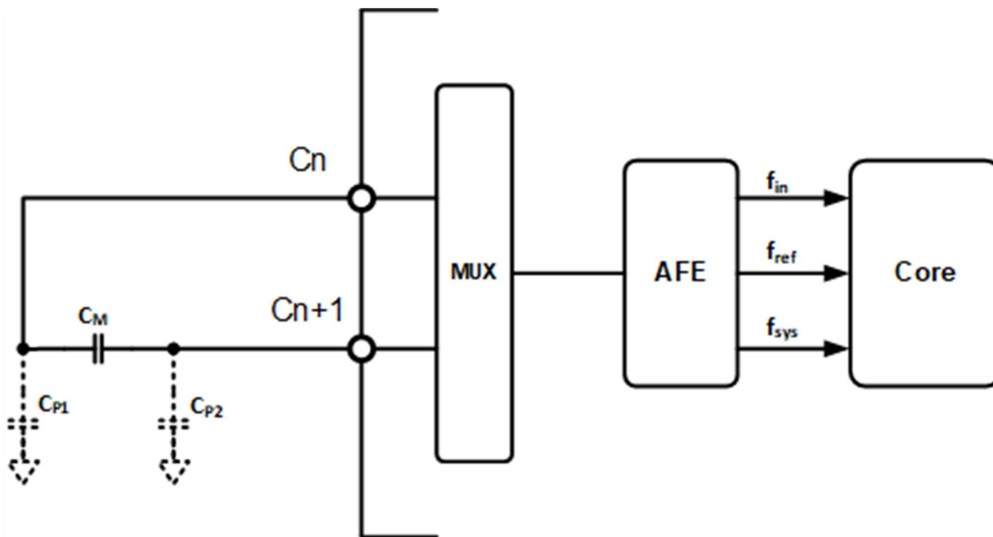 Cn
fin
MUX
AFE
fref
Core
Cn+1
CM
fsys
CP1
CP2